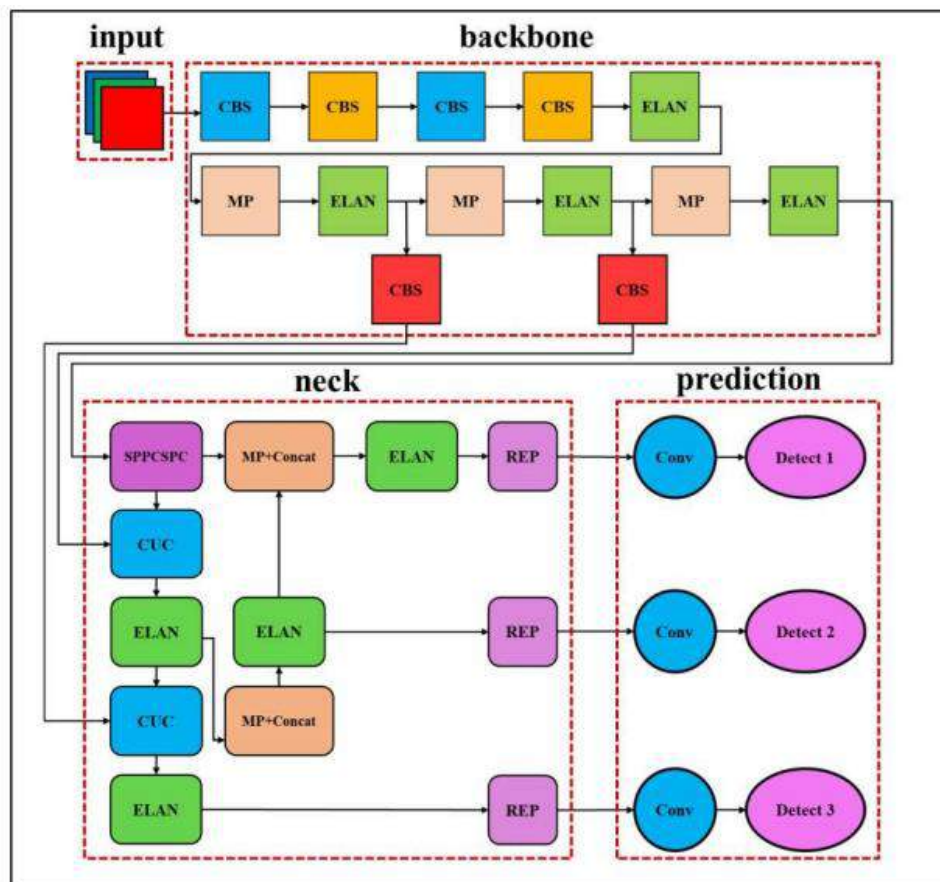 input
backbone
CBS CBS CBS CBS ELAN
MP ELAN MP ELAN MP ELAN
CBS CBS
neck
prediction
SPPCSPC MP+Concat ELAN REP Conv Detect 1
CUC
ELAN ELAN REP Conv Detect 2
CUC MP+Concat
ELAN REP Conv Detect 3